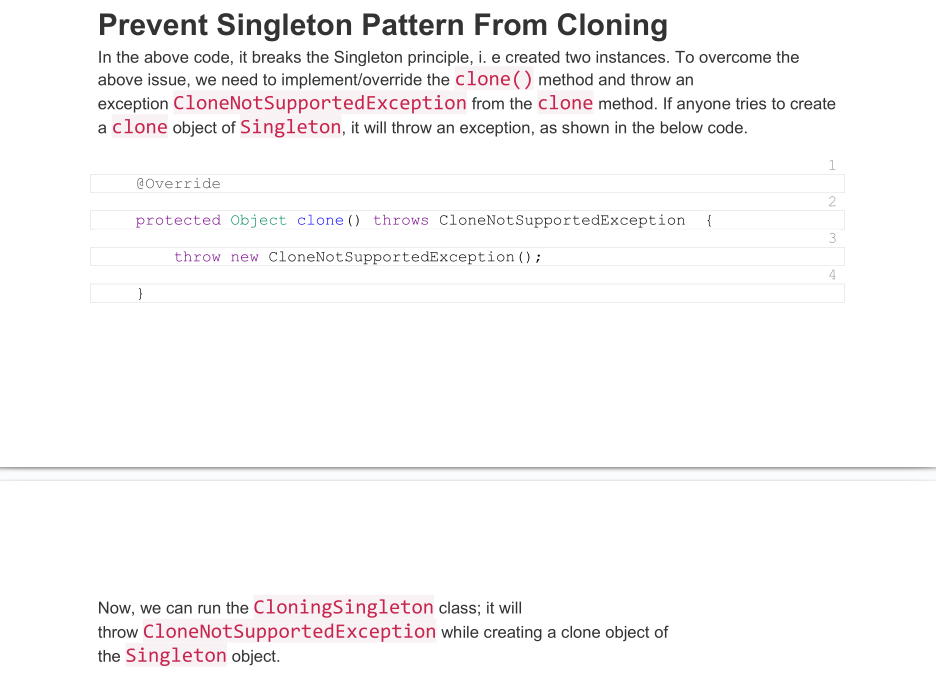 Prevent Singleton Pattern From Cloning
In the above code, it breaks the Singleton principle, i. e created two instances. To overcome the
above issue, we need to implement/override the clone() method and throw an
exception CloneNotSupportedException from the clone method. If anyone tries to create
a clone object of Singleton, it will throw an exception, as shown in the below code.
1
@Override
2
protected Object clone() throws CloneNotSupportedException  {
3
throw new CloneNotSupportedException();
4
}
Now, we can run the CloningSingleton class; it will
throw CloneNotSupportedException while creating a clone object of
the Singleton object.